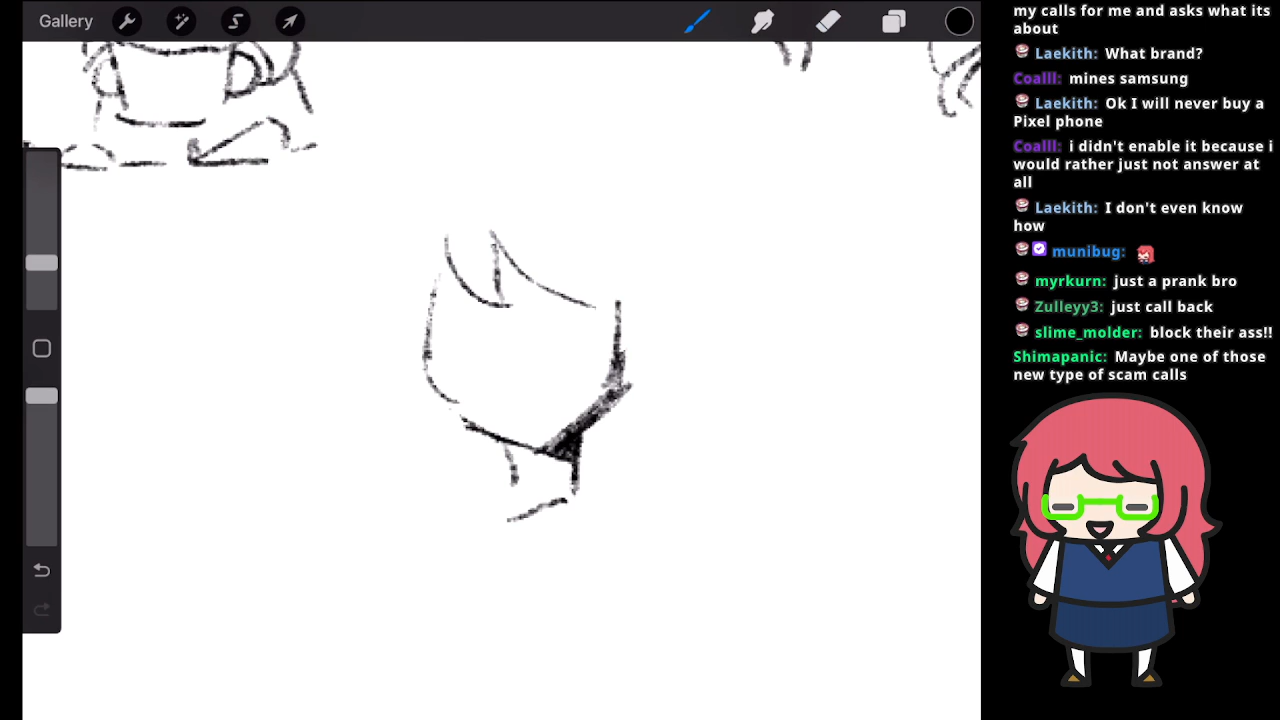 Gallery
my calls for me and asks what its
about
Laekith: What brand?
Coalll: mines samsung
Laekith: Ok I will never buy a
Pixel phone
Coalll: i didn't enable it because i
would rather just not answer at
all
Laekith: I don't even know
how
munibug:
myrkurn: just a prank bro
Zulleyy3: just call back
slime_molder: block their ass!!
Shimapanic: Maybe one of those
new type of scam calls